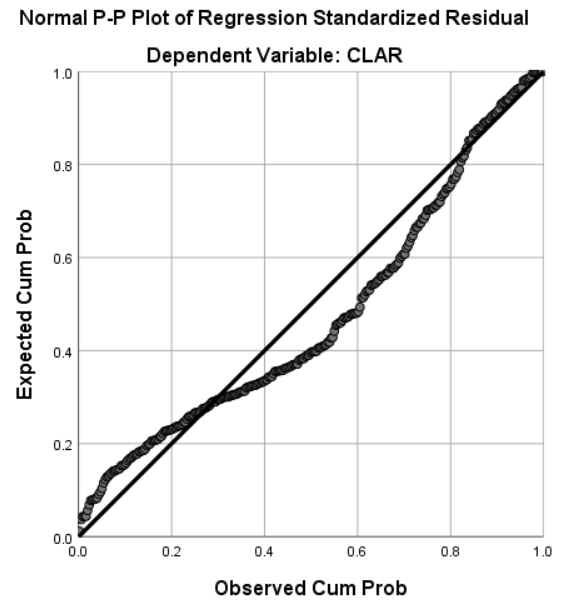 Normal P-P Plot of Regression Standardized Residual
Dependent Variable: CLAR
1.0
0.8
0.6
0.4
0.2
0.0
Expected Cum Prob
0.0 0.2 0.4 0.6 0.8 1.0
Observed Cum Prob